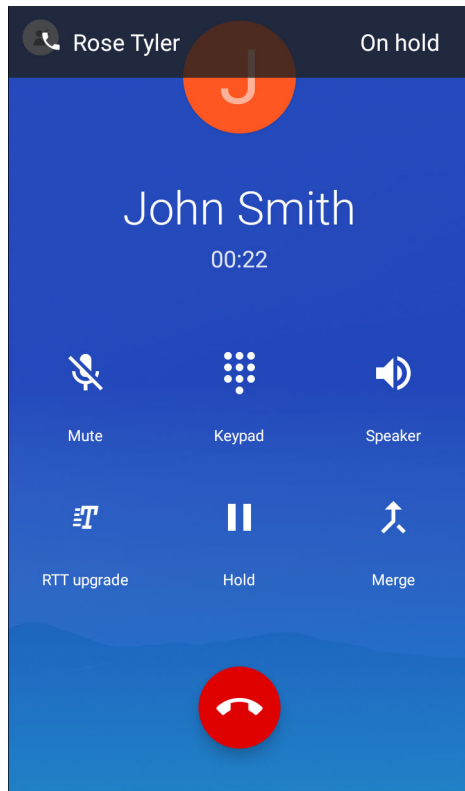 Rose Tyler On hold
J
John Smith
00:22
Mute Keypad Speaker
RTT upgrade Hold Merge